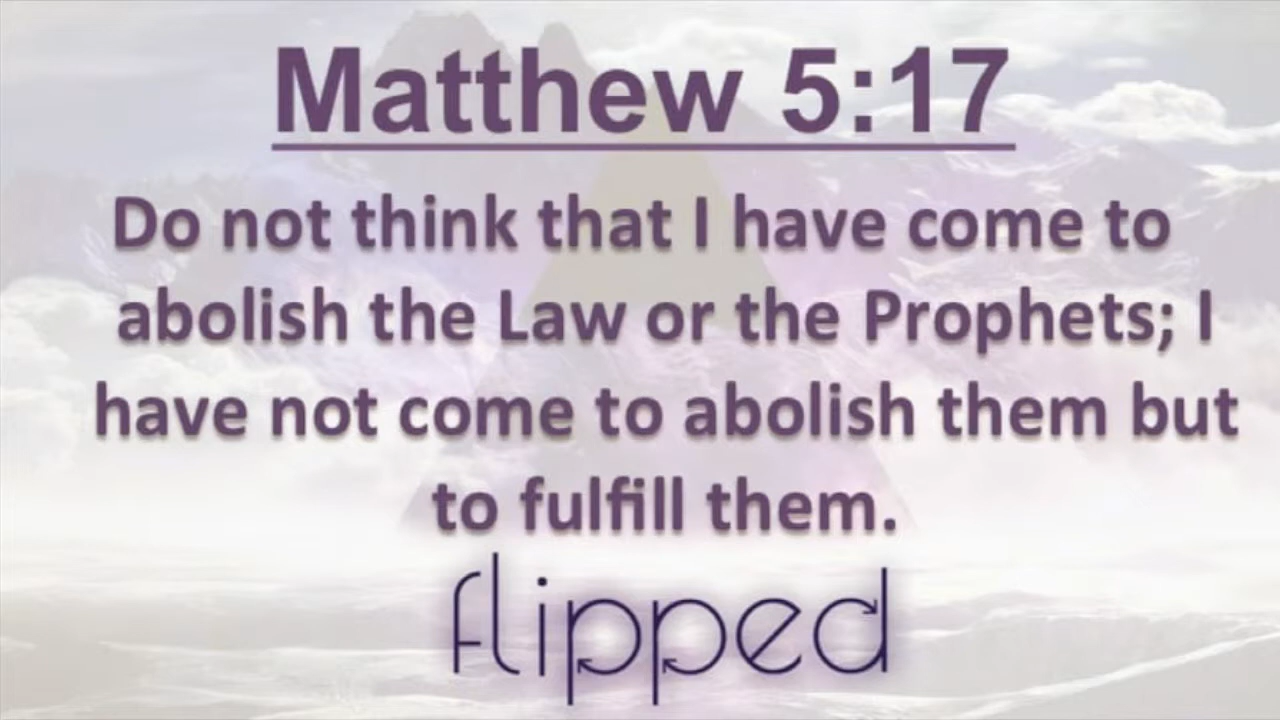 Matthew 5:17
Do not think that I have come to
abolish the Law or the Prophets; I
have not come to abolish them but
to fulfill them.
flipped